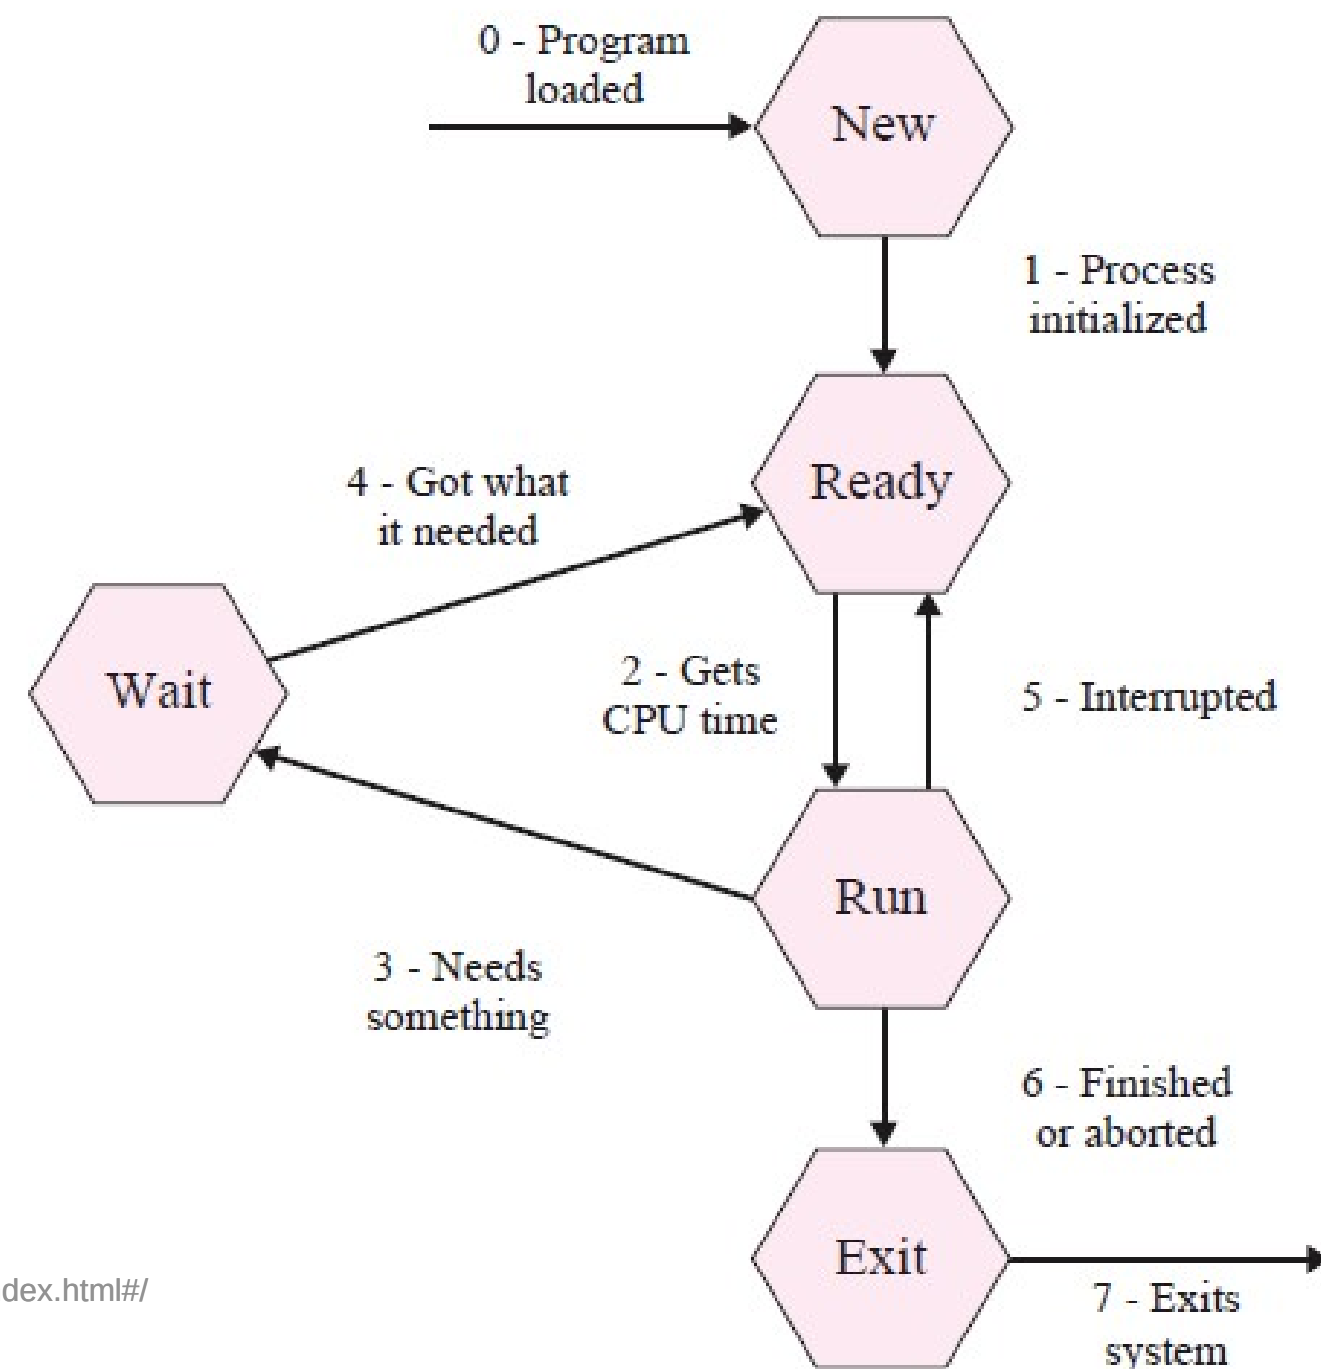 0 - Program
loaded
New
1 - Process
initialized
Ready
4 - Got what
it needed
Wait
2 - Gets
CPU time
5 - Interrupted
Run
3 - Needs
something
6 - Finished
or aborted
Exit
7 - Exits
system
dex.html#/